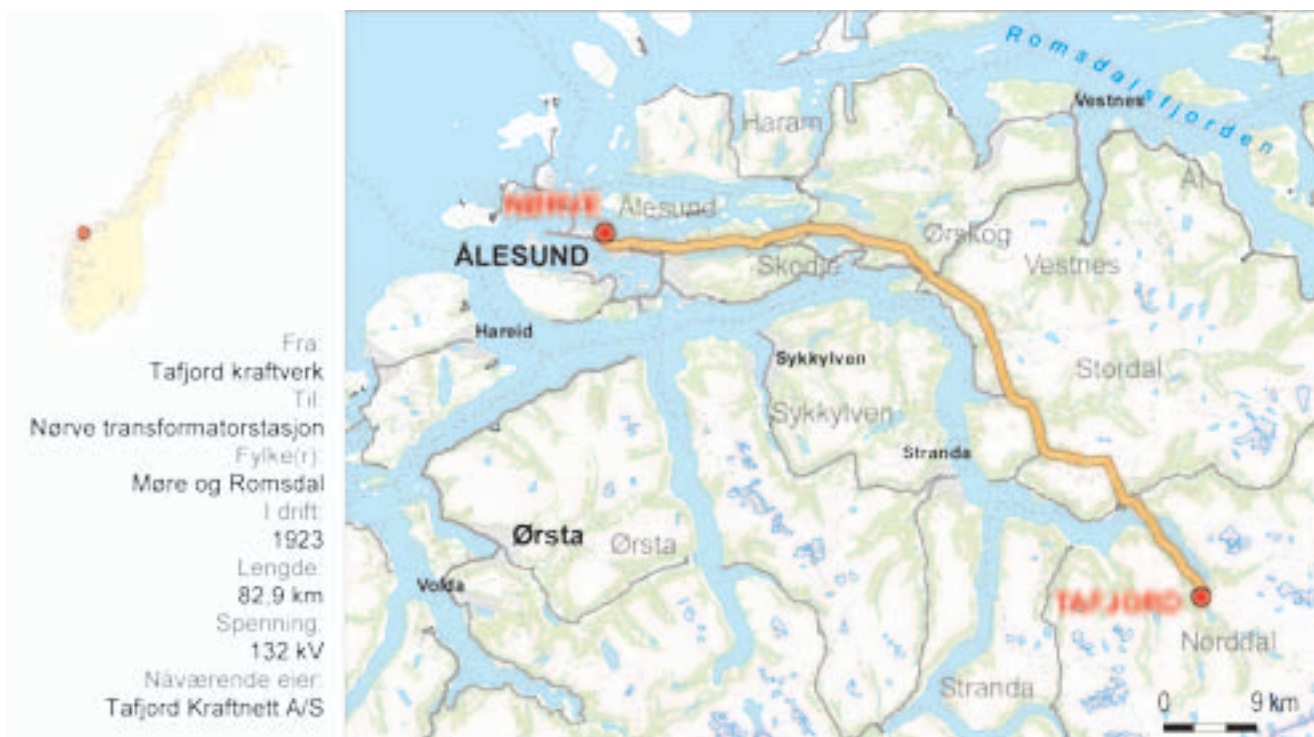 Fra:
Tafjord kraftverk
Til:
Nørve transformatorstasjon
Fylke(r):
Møre og Romsdal
I drift:
1923
Lengde:
82,9 km
Spenning:
132 kV
Nåværende eier:
Tafjord Kraftnett A/S
Romsdalsfjorden
Vestnes
Haram
Ål
NØRVE
Ålesund
ÅLESUND
Ørskog
Skodje
Vestnes
Hareid
Sykkylven
Stordal
Sykkylven
Stranda
Ørsta
Ørsta
Volda
TAFJORD
Norddal
Stranda
0 9 km